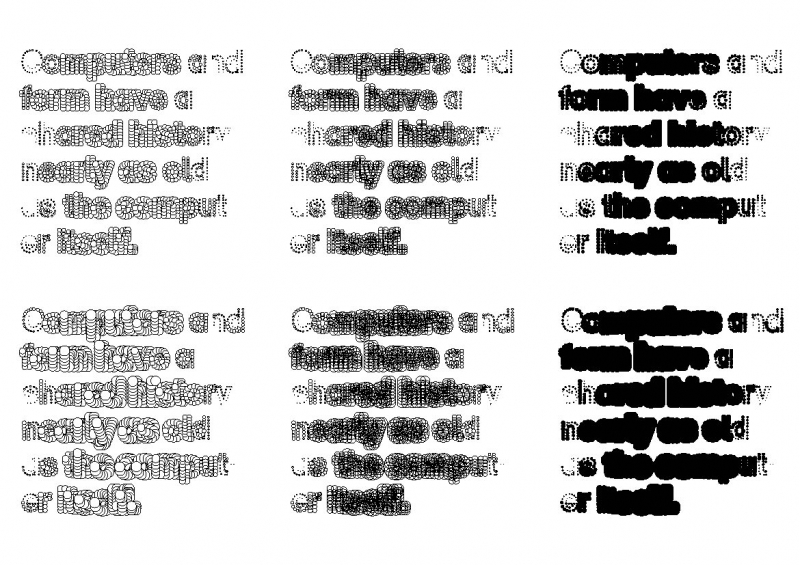 Computers and
form have a
shared history
nearly as old
as the comput
er itself.
Computers and
form have a
shared history
nearly as old
as the comput
er itself.
Computers and
form have a
shared history
nearly as old
as the comput
er itself.
Computers and
form have a
shared history
nearly as old
as the comput
er itself.
Computers and
form have a
shared history
nearly as old
as the comput
er itself.
Computers and
form have a
shared history
nearly as old
as the comput
er itself.